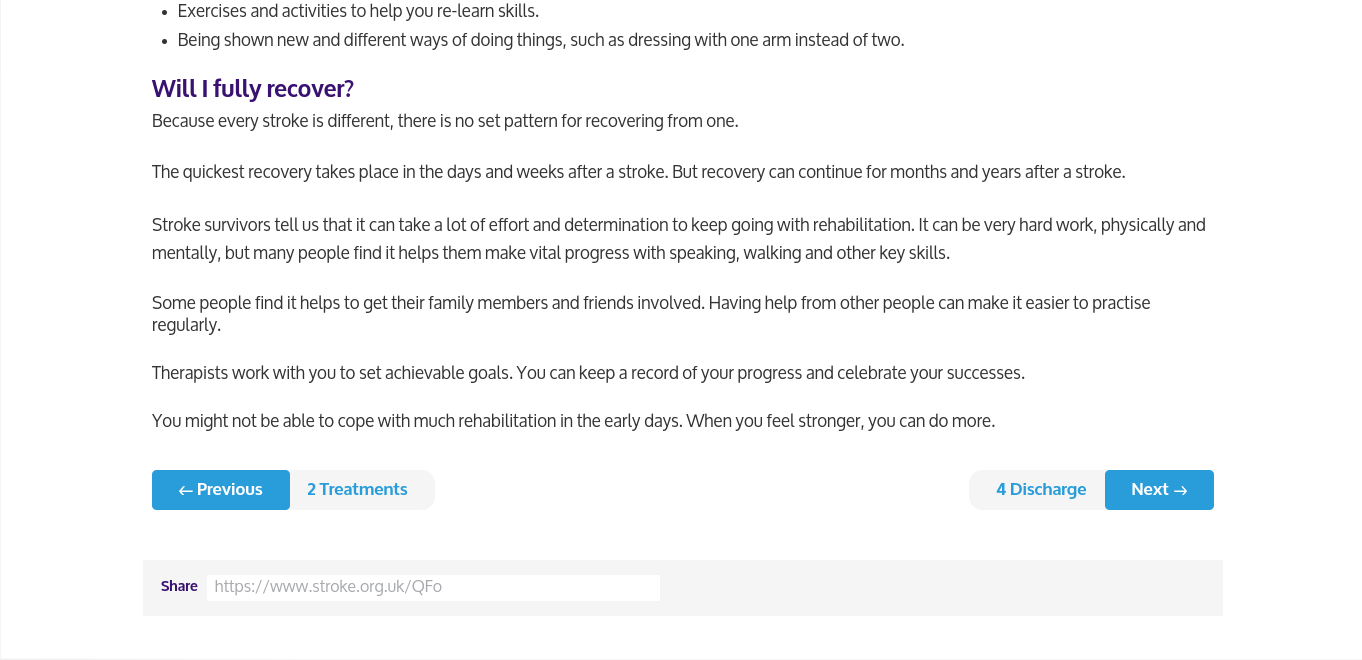 • Exercises and activities to help you re-learn skills.
• Being shown new and different ways of doing things, such as dressing with one arm instead of two.
Will I fully recover?
Because every stroke is different, there is no set pattern for recovering from one.
The quickest recovery takes place in the days and weeks after a stroke. But recovery can continue for months and years after a stroke.
Stroke survivors tell us that it can take a lot of effort and determination to keep going with rehabilitation. It can be very hard work, physically and
mentally, but many people find it helps them make vital progress with speaking, walking and other key skills.
Some people find it helps to get their family members and friends involved. Having help from other people can make it easier to practise
regularly.
Therapists work with you to set achievable goals. You can keep a record of your progress and celebrate your successes.
You might not be able to cope with much rehabilitation in the early days. When you feel stronger, you can do more.
← Previous 2 Treatments 4 Discharge Next →
Share https://www.stroke.org.uk/QFo